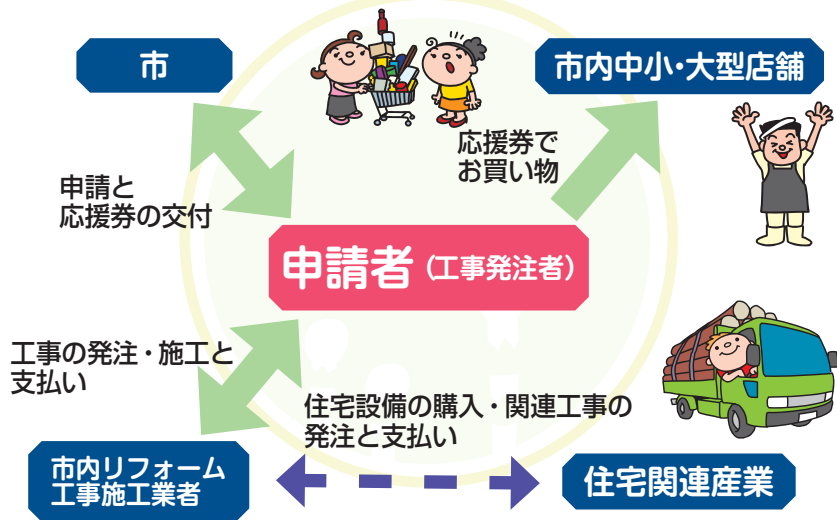 市
市内中小・大型店舗
応援券で
お買い物
申請と
応援券の交付
申請者（工事発注者）
工事の発注・施工と
支払い
住宅設備の購入・関連工事の
発注と支払い
市内リフォーム
工事施工業者
住宅関連産業